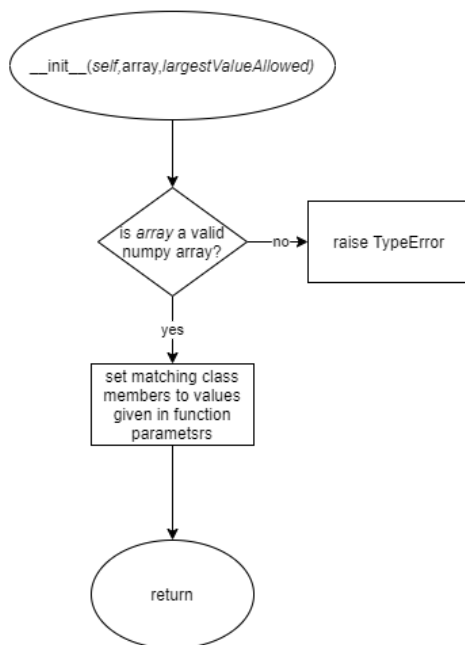 __init__(self,array,largestValueAllowed)
is array a valid
numpy array?
no
raise TypeError
yes
set matching class
members to values
given in function
parametsrs
return